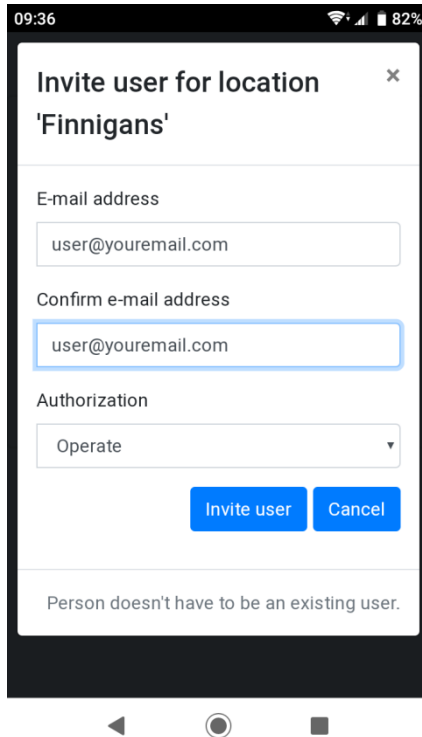 09:36 82%
Invite user for location ×
'Finnigans'
E-mail address
user@youremail.com
Confirm e-mail address
user@youremail.com
Authorization
Operate
Invite user Cancel
Person doesn't have to be an existing user.